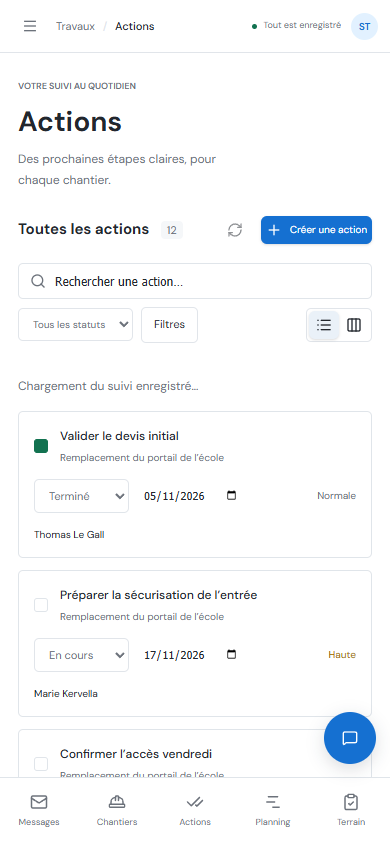 Travaux / Actions
Tout est enregistré
ST
VOTRE SUIVI AU QUOTIDIEN
Actions
Des prochaines étapes claires, pour
chaque chantier.
Toutes les actions 12
Créer une action
Rechercher une action...
Tous les statuts
Filtres
Chargement du suivi enregistré...
Valider le devis initial
Remplacement du portail de l'école
Terminé 05/11/2026 Normale
Thomas Le Gall
Préparer la sécurisation de l'entrée
Remplacement du portail de l'école
En cours 17/11/2026 Haute
Marie Kervella
Confirmer l'accès vendredi
Remplacement du portail de l'école
Messages Chantiers Actions Planning Terrain